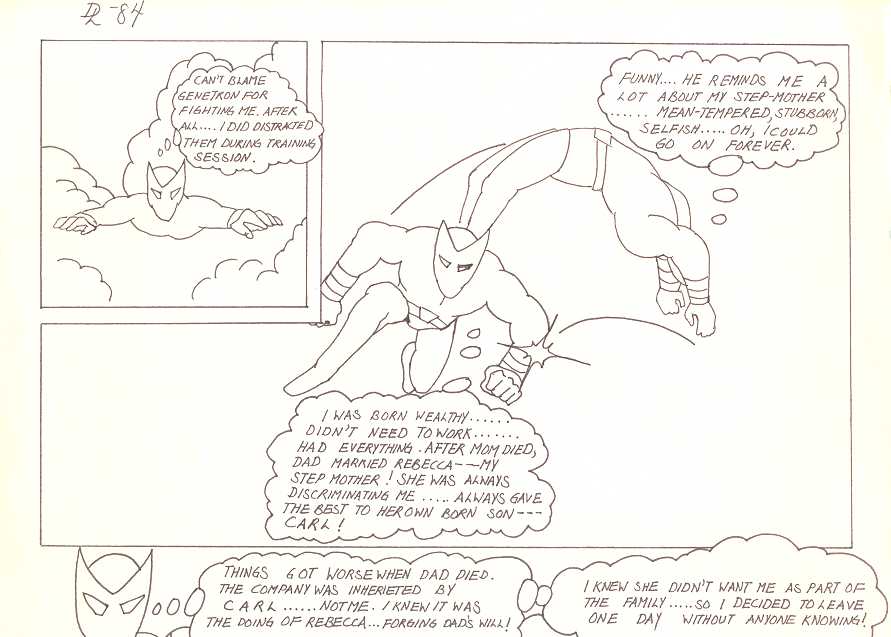 DL -84
CAN'T BLAME
GENETRON FOR
FIGHTING ME. AFTER
ALL.... I DID DISTRACTED
THEM DURING TRAINING
SESSION.
FUNNY.... HE REMINDS ME A
LOT ABOUT MY STEP-MOTHER
...... MEAN-TEMPERED, STUBBORN,
SELFISH..... OH, I COULD
GO ON FOREVER.
I WAS BORN WEALTHY......
DIDN'T NEED TO WORK.......
HAD EVERYTHING. AFTER MOM DIED,
DAD MARRIED REBECCA---MY
STEP MOTHER! SHE WAS ALWAYS
DISCRIMINATING ME ..... ALWAYS GAVE
THE BEST TO HER OWN BORN SON---
CARL!
THINGS GOT WORSE WHEN DAD DIED.
THE COMPANY WAS INHERIETED BY
CARL...... NOT ME. I KNEW IT WAS
THE DOING OF REBECCA... FORGING DAD'S WILL!
I KNEW SHE DIDN'T WANT ME AS PART OF
THE FAMILY.....SO I DECIDED TO LEAVE
ONE DAY WITHOUT ANYONE KNOWING!